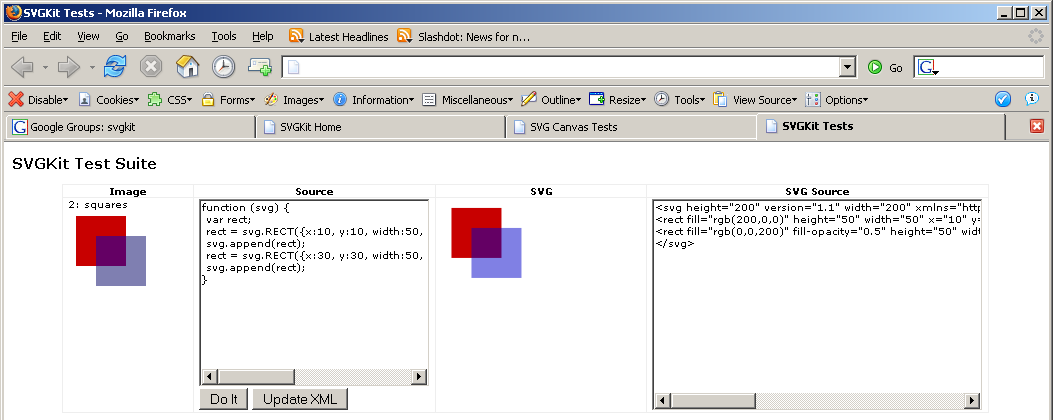 SVGKit Tests - Mozilla Firefox
File Edit View Go Bookmarks Tools Help Latest Headlines Slashdot: News for n...
Go G
Disable Cookies CSS Forms Images Information Miscellaneous Outline Resize Tools View Source Options
G Google Groups: svgkit SVGKit Home SVG Canvas Tests SVGKit Tests
SVGKit Test Suite
Image Source SVG SVG Source
2: squares
function (svg) {
var rect;
rect = svg.RECT({x:10, y:10, width:50,
svg.append(rect);
rect = svg.RECT({x:30, y:30, width:50,
svg.append(rect);
}
<svg height="200" version="1.1" width="200" xmlns="http
<rect fill="rgb(200,0,0)" height="50" width="50" x="10" y=
<rect fill="rgb(0,0,200)" fill-opacity="0.5" height="50" wid
</svg>
Do It Update XML